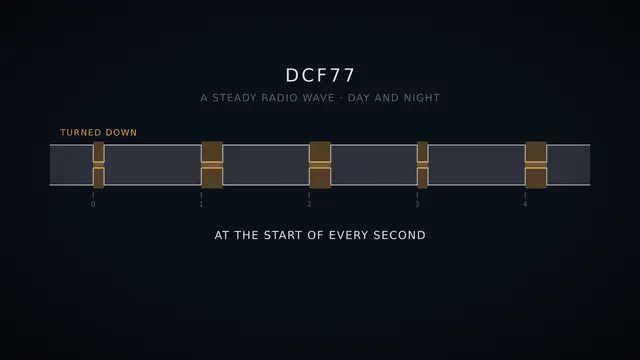 DCF77
A STEADY RADIO WAVE · DAY AND NIGHT
TURNED DOWN
0 1 2 3 4
AT THE START OF EVERY SECOND